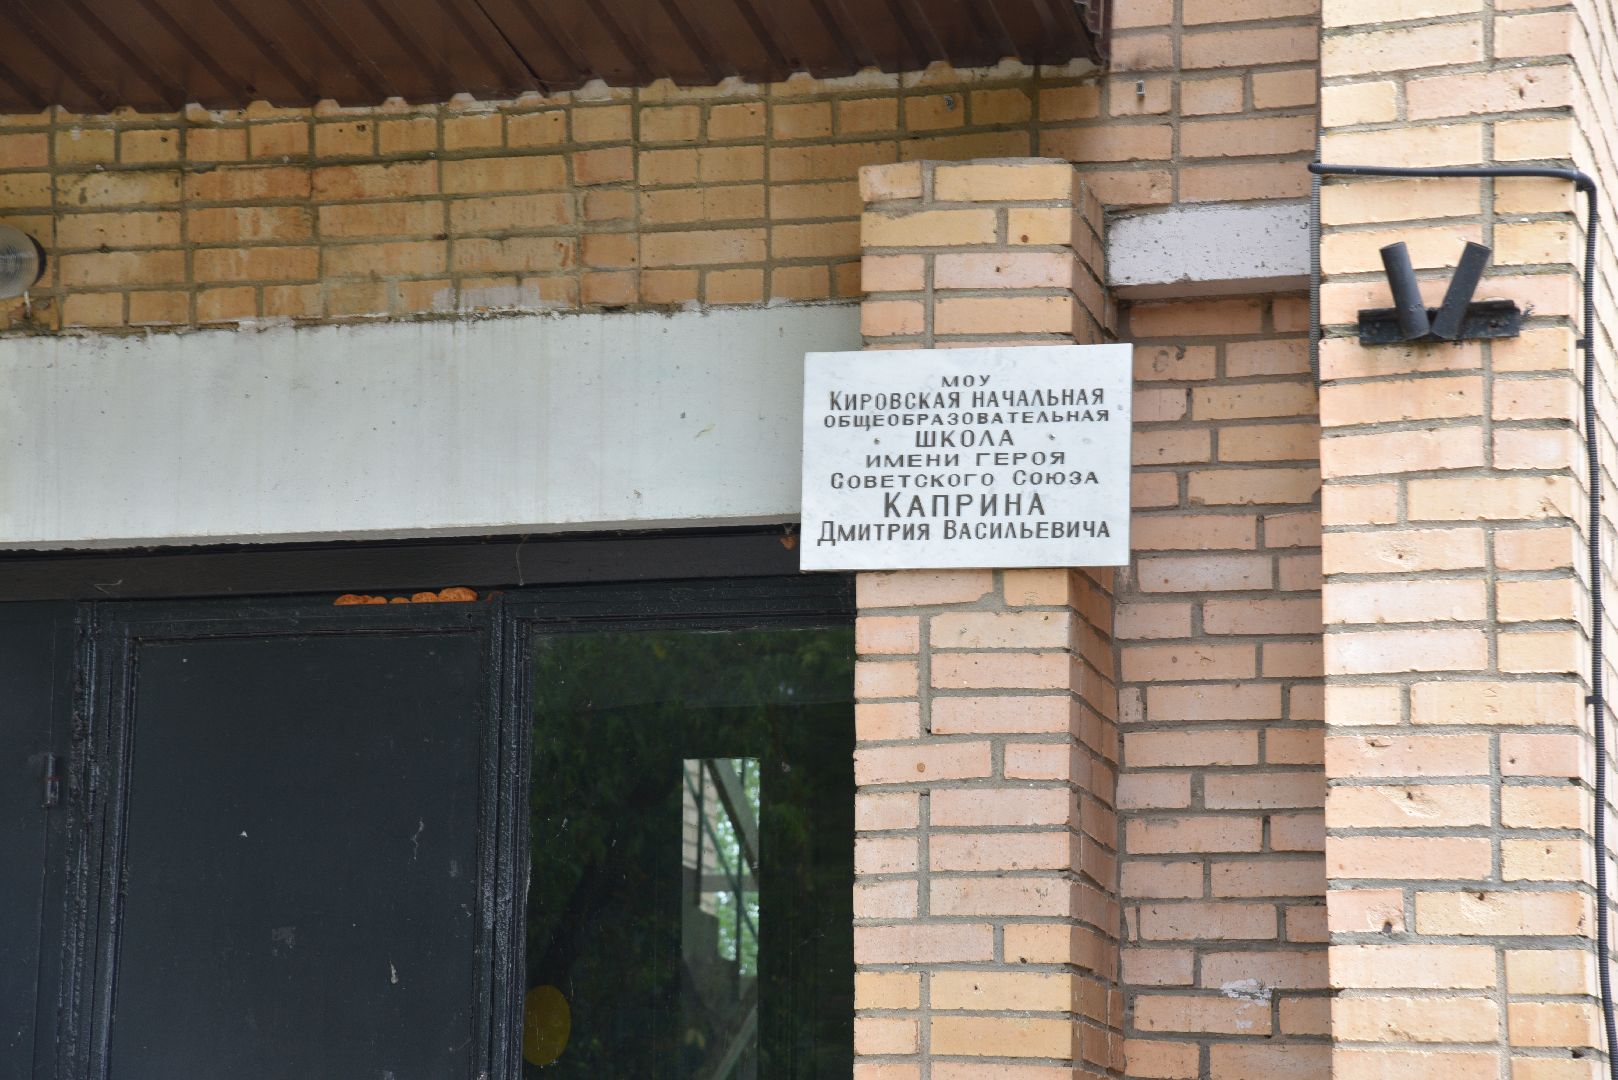 МОУ
КИРОВСКАЯ НАЧАЛЬНАЯ
ОБЩЕОБРАЗОВАТЕЛЬНАЯ
ШКОЛА
ИМЕНИ ГЕРОЯ
СОВЕТСКОГО СОЮЗА
КАПРИНА
ДМИТРИЯ ВАСИЛЬЕВИЧА